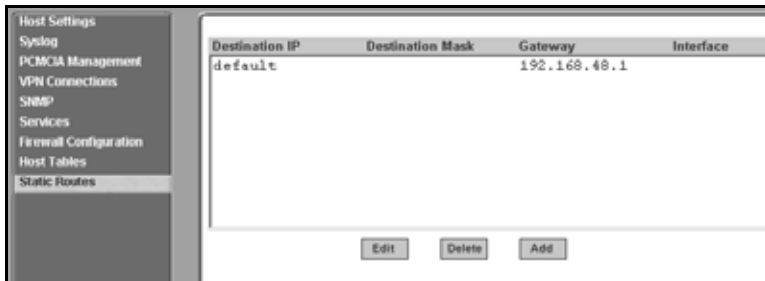 Host Settings
Syslog
PCMCIA Management
VPN Connections
SNMP
Services
Firewall Configuration
Host Tables
Static Routes
Destination IP Destination Mask Gateway Interface
default 192.168.48.1
Edit Delete Add